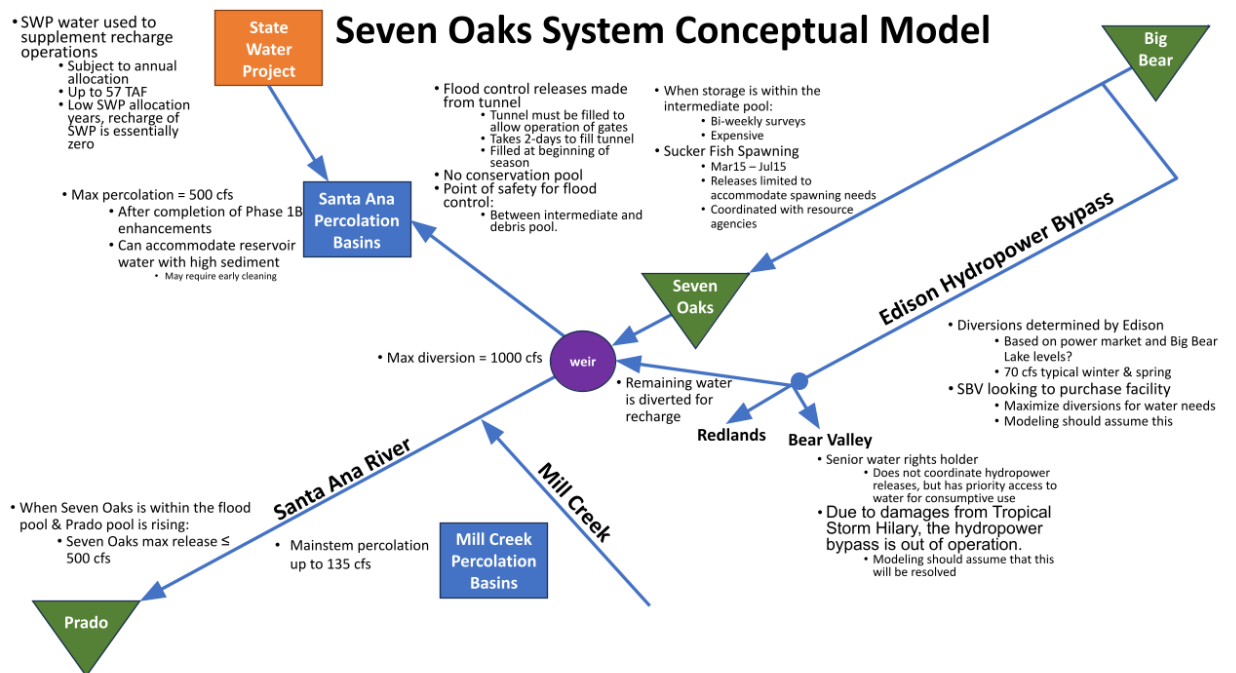 Seven Oaks System Conceptual Model
• SWP water used to
supplement recharge
operations
• Subject to annual
allocation
• Up to 57 TAF
• Low SWP allocation
years, recharge of
SWP is essentially
zero
State
Water
Project
• Flood control releases made
from tunnel
• Tunnel must be filled to
allow operation of gates
• Takes 2-days to fill tunnel
• Filled at beginning of
season
• No conservation pool
• Point of safety for flood
control:
• Between intermediate and
debris pool.
• When storage is within the
intermediate pool:
• Bi-weekly surveys
• Expensive
• Sucker Fish Spawning
• Mar15 – Jul15
• Releases limited to
accommodate spawning needs
• Coordinated with resource
agencies
Big
Bear
• Max percolation = 500 cfs
• After completion of Phase 1B
enhancements
• Can accommodate reservoir
water with high sediment
• May require early cleaning
Santa Ana
Percolation
Basins
Seven
Oaks
Edison Hydropower Bypass
• Diversions determined by Edison
• Based on power market and Big Bear
Lake levels?
• 70 cfs typical winter & spring
• SBV looking to purchase facility
• Maximize diversions for water needs
• Modeling should assume this
• Max diversion = 1000 cfs
weir
• Remaining water
is diverted for
recharge
Redlands
Bear Valley
• Senior water rights holder
• Does not coordinate hydropower
releases, but has priority access to
water for consumptive use
• Due to damages from Tropical
Storm Hilary, the hydropower
bypass is out of operation.
• Modeling should assume that this
will be resolved
Santa Ana River
Mill Creek
• When Seven Oaks is within the flood
pool & Prado pool is rising:
• Seven Oaks max release ≤
500 cfs
• Mainstem percolation
up to 135 cfs
Mill Creek
Percolation
Basins
Prado